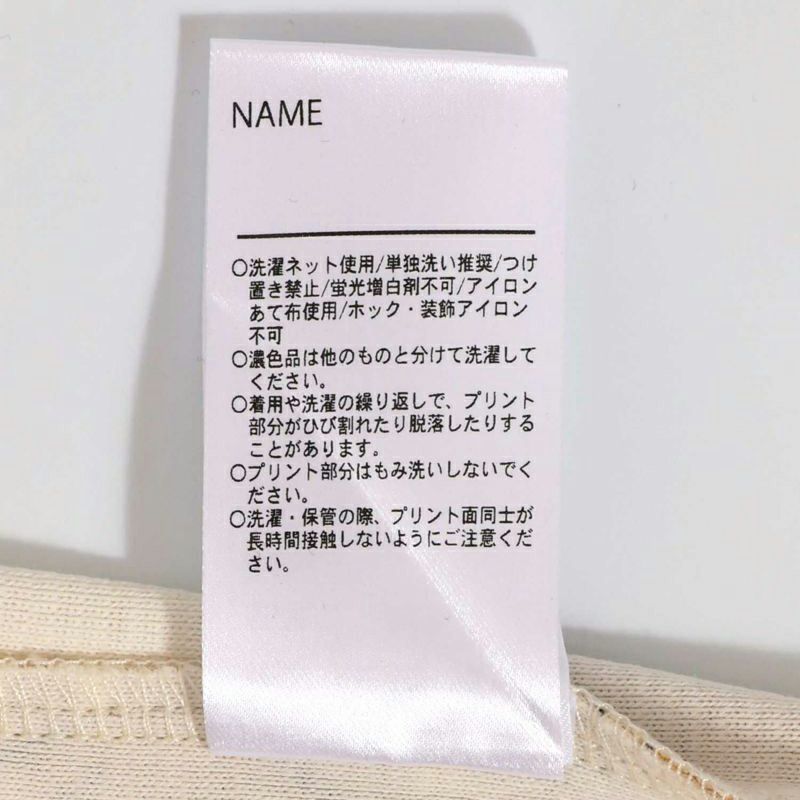 NAME
○洗濯ネット使用/単独洗い推奨/つけ
置き禁止/蛍光増白剤不可/アイロン
あて布使用/ホック・装飾アイロン
不可
○濃色品は他のものと分けて洗濯して
ください。
○着用や洗濯の繰り返しで、プリント
部分がひび割れたり脱落したりする
ことがあります。
○プリント部分はもみ洗いしないでく
ださい。
○洗濯・保管の際、プリント面同士が
長時間接触しないようにご注意くだ
さい。